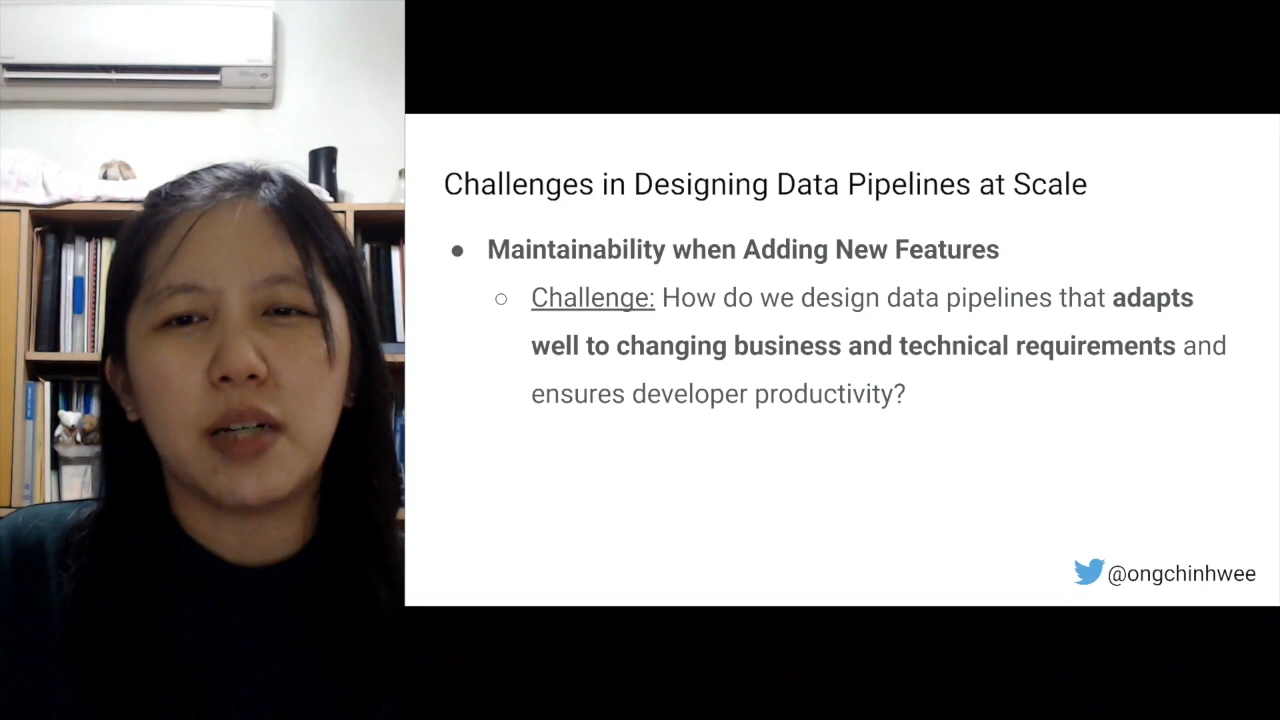 Challenges in Designing Data Pipelines at Scale
● Maintainability when Adding New Features
○ Challenge: How do we design data pipelines that adapts
well to changing business and technical requirements and
ensures developer productivity?
@ongchinhwee